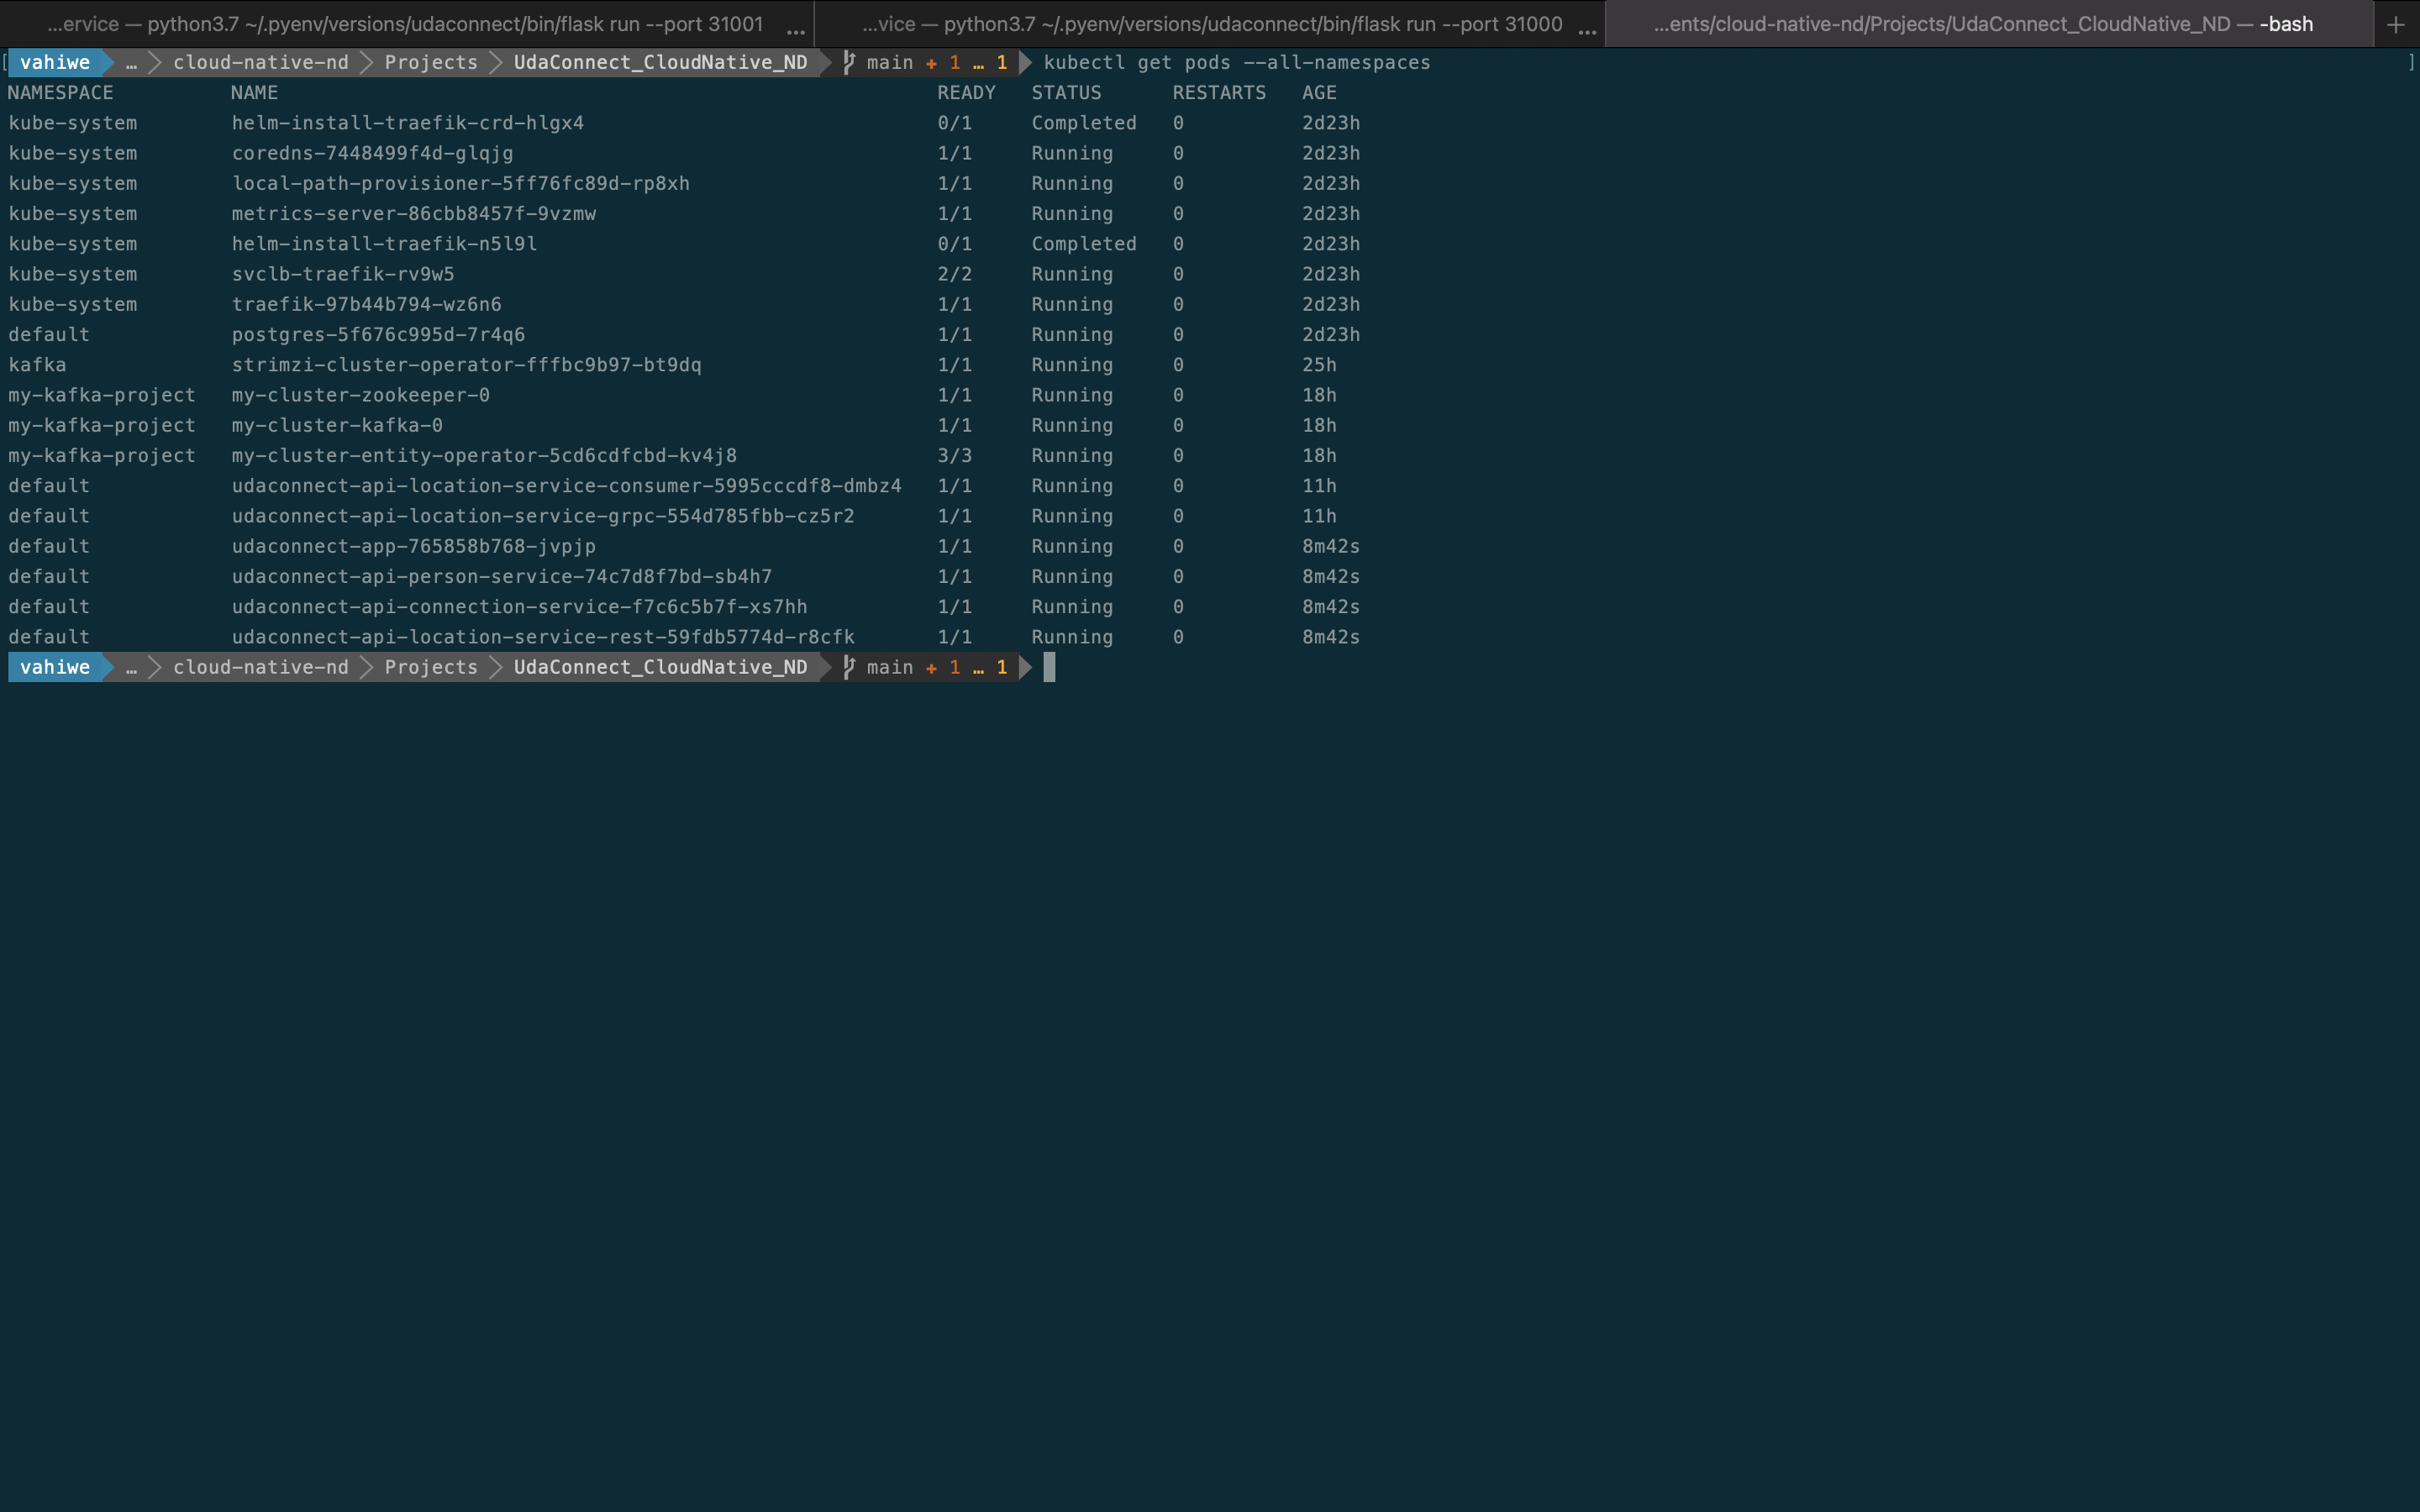 ...ervice — python3.7 ~/.pyenv/versions/udaconnect/bin/flask run --port 31001 ... ...vice — python3.7 ~/.pyenv/versions/udaconnect/bin/flask run --port 31000 ... ...ents/cloud-native-nd/Projects/UdaConnect_CloudNative_ND — -bash +
[ vahiwe … cloud-native-nd Projects UdaConnect_CloudNative_ND main + 1 … 1 kubectl get pods --all-namespaces ]
NAMESPACE NAME READY STATUS RESTARTS AGE
kube-system helm-install-traefik-crd-hlgx4 0/1 Completed 0 2d23h
kube-system coredns-7448499f4d-glqjg 1/1 Running 0 2d23h
kube-system local-path-provisioner-5ff76fc89d-rp8xh 1/1 Running 0 2d23h
kube-system metrics-server-86cbb8457f-9vzmw 1/1 Running 0 2d23h
kube-system helm-install-traefik-n5l9l 0/1 Completed 0 2d23h
kube-system svclb-traefik-rv9w5 2/2 Running 0 2d23h
kube-system traefik-97b44b794-wz6n6 1/1 Running 0 2d23h
default postgres-5f676c995d-7r4q6 1/1 Running 0 2d23h
kafka strimzi-cluster-operator-fffbc9b97-bt9dq 1/1 Running 0 25h
my-kafka-project my-cluster-zookeeper-0 1/1 Running 0 18h
my-kafka-project my-cluster-kafka-0 1/1 Running 0 18h
my-kafka-project my-cluster-entity-operator-5cd6cdfcbd-kv4j8 3/3 Running 0 18h
default udaconnect-api-location-service-consumer-5995cccdf8-dmbz4 1/1 Running 0 11h
default udaconnect-api-location-service-grpc-554d785fbb-cz5r2 1/1 Running 0 11h
default udaconnect-app-765858b768-jvpjp 1/1 Running 0 8m42s
default udaconnect-api-person-service-74c7d8f7bd-sb4h7 1/1 Running 0 8m42s
default udaconnect-api-connection-service-f7c6c5b7f-xs7hh 1/1 Running 0 8m42s
default udaconnect-api-location-service-rest-59fdb5774d-r8cfk 1/1 Running 0 8m42s
vahiwe … cloud-native-nd Projects UdaConnect_CloudNative_ND main + 1 … 1